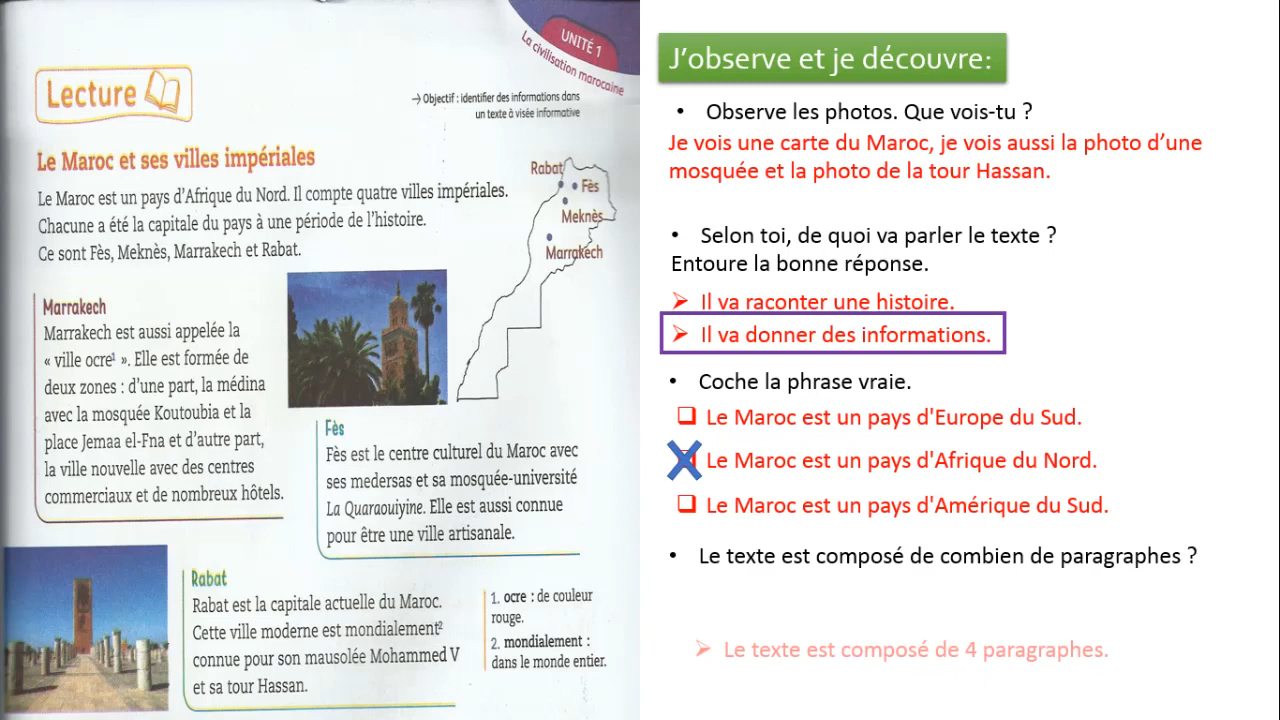 UNITÉ 1
La civilisation marocaine
Lecture
→ Objectif : identifier des informations dans
un texte à visée informative
Le Maroc et ses villes impériales
Le Maroc est un pays d'Afrique du Nord. Il compte quatre villes impériales.
Chacune a été la capitale du pays à une période de l'histoire.
Ce sont Fès, Meknès, Marrakech et Rabat.
Rabat
Fès
Meknès
Marrakech
Marrakech
Marrakech est aussi appelée la
« ville ocre¹ ». Elle est formée de
deux zones : d'une part, la médina
avec la mosquée Koutoubia et la
place Jemaa el-Fna et d'autre part,
la ville nouvelle avec des centres
commerciaux et de nombreux hôtels.
Fès
Fès est le centre culturel du Maroc avec
ses medersas et sa mosquée-université
La Quaraouiyine. Elle est aussi connue
pour être une ville artisanale.
Rabat
Rabat est la capitale actuelle du Maroc.
Cette ville moderne est mondialement²
connue pour son mausolée Mohammed V
et sa tour Hassan.
1. ocre : de couleur
rouge.
2. mondialement :
dans le monde entier.
J'observe et je découvre:
• Observe les photos. Que vois-tu ?
Je vois une carte du Maroc, je vois aussi la photo d'une
mosquée et la photo de la tour Hassan.
• Selon toi, de quoi va parler le texte ?
Entoure la bonne réponse.
➢ Il va raconter une histoire.
➢ Il va donner des informations.
• Coche la phrase vraie.
❑ Le Maroc est un pays d'Europe du Sud.
Le Maroc est un pays d'Afrique du Nord.
❑ Le Maroc est un pays d'Amérique du Sud.
• Le texte est composé de combien de paragraphes ?
➢ Le texte est composé de 4 paragraphes.